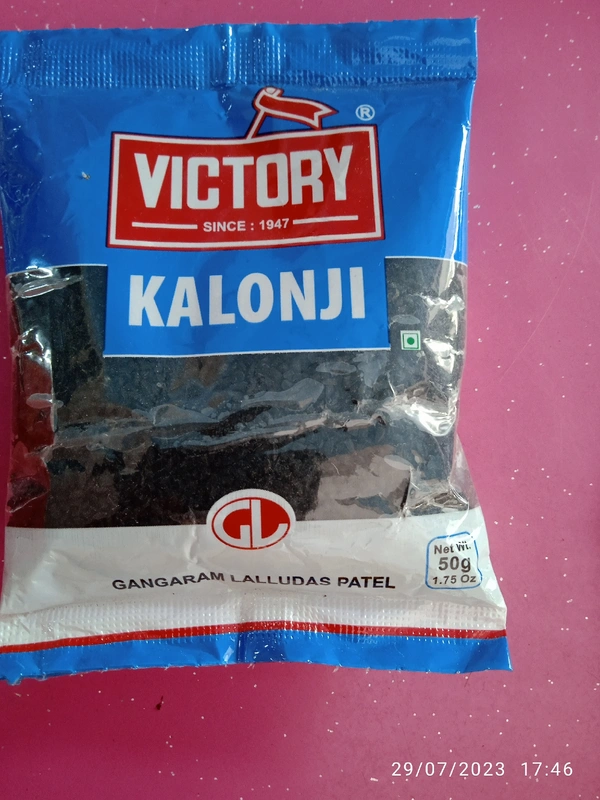 ®
VICTORY
SINCE : 1947
KALONJI
GL
GANGARAM LALLUDAS PATEL
Net Wt.
50g
1.75 Oz
29/07/2023 17:46